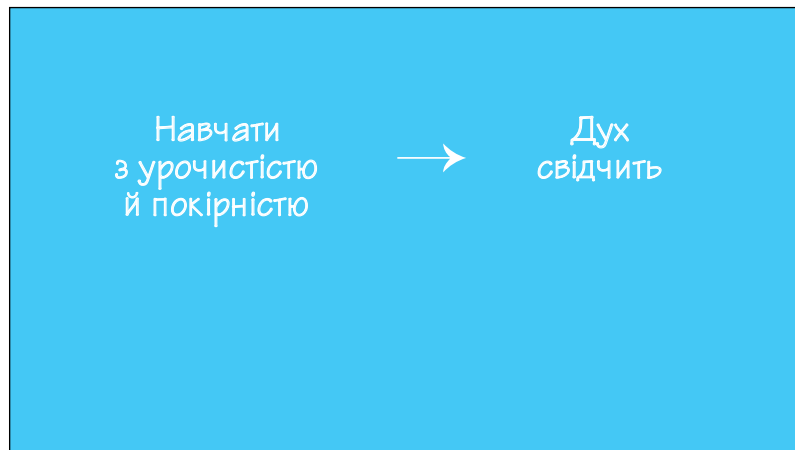 Навчати
з урочистістю
й покірністю
→
Дух
свідчить